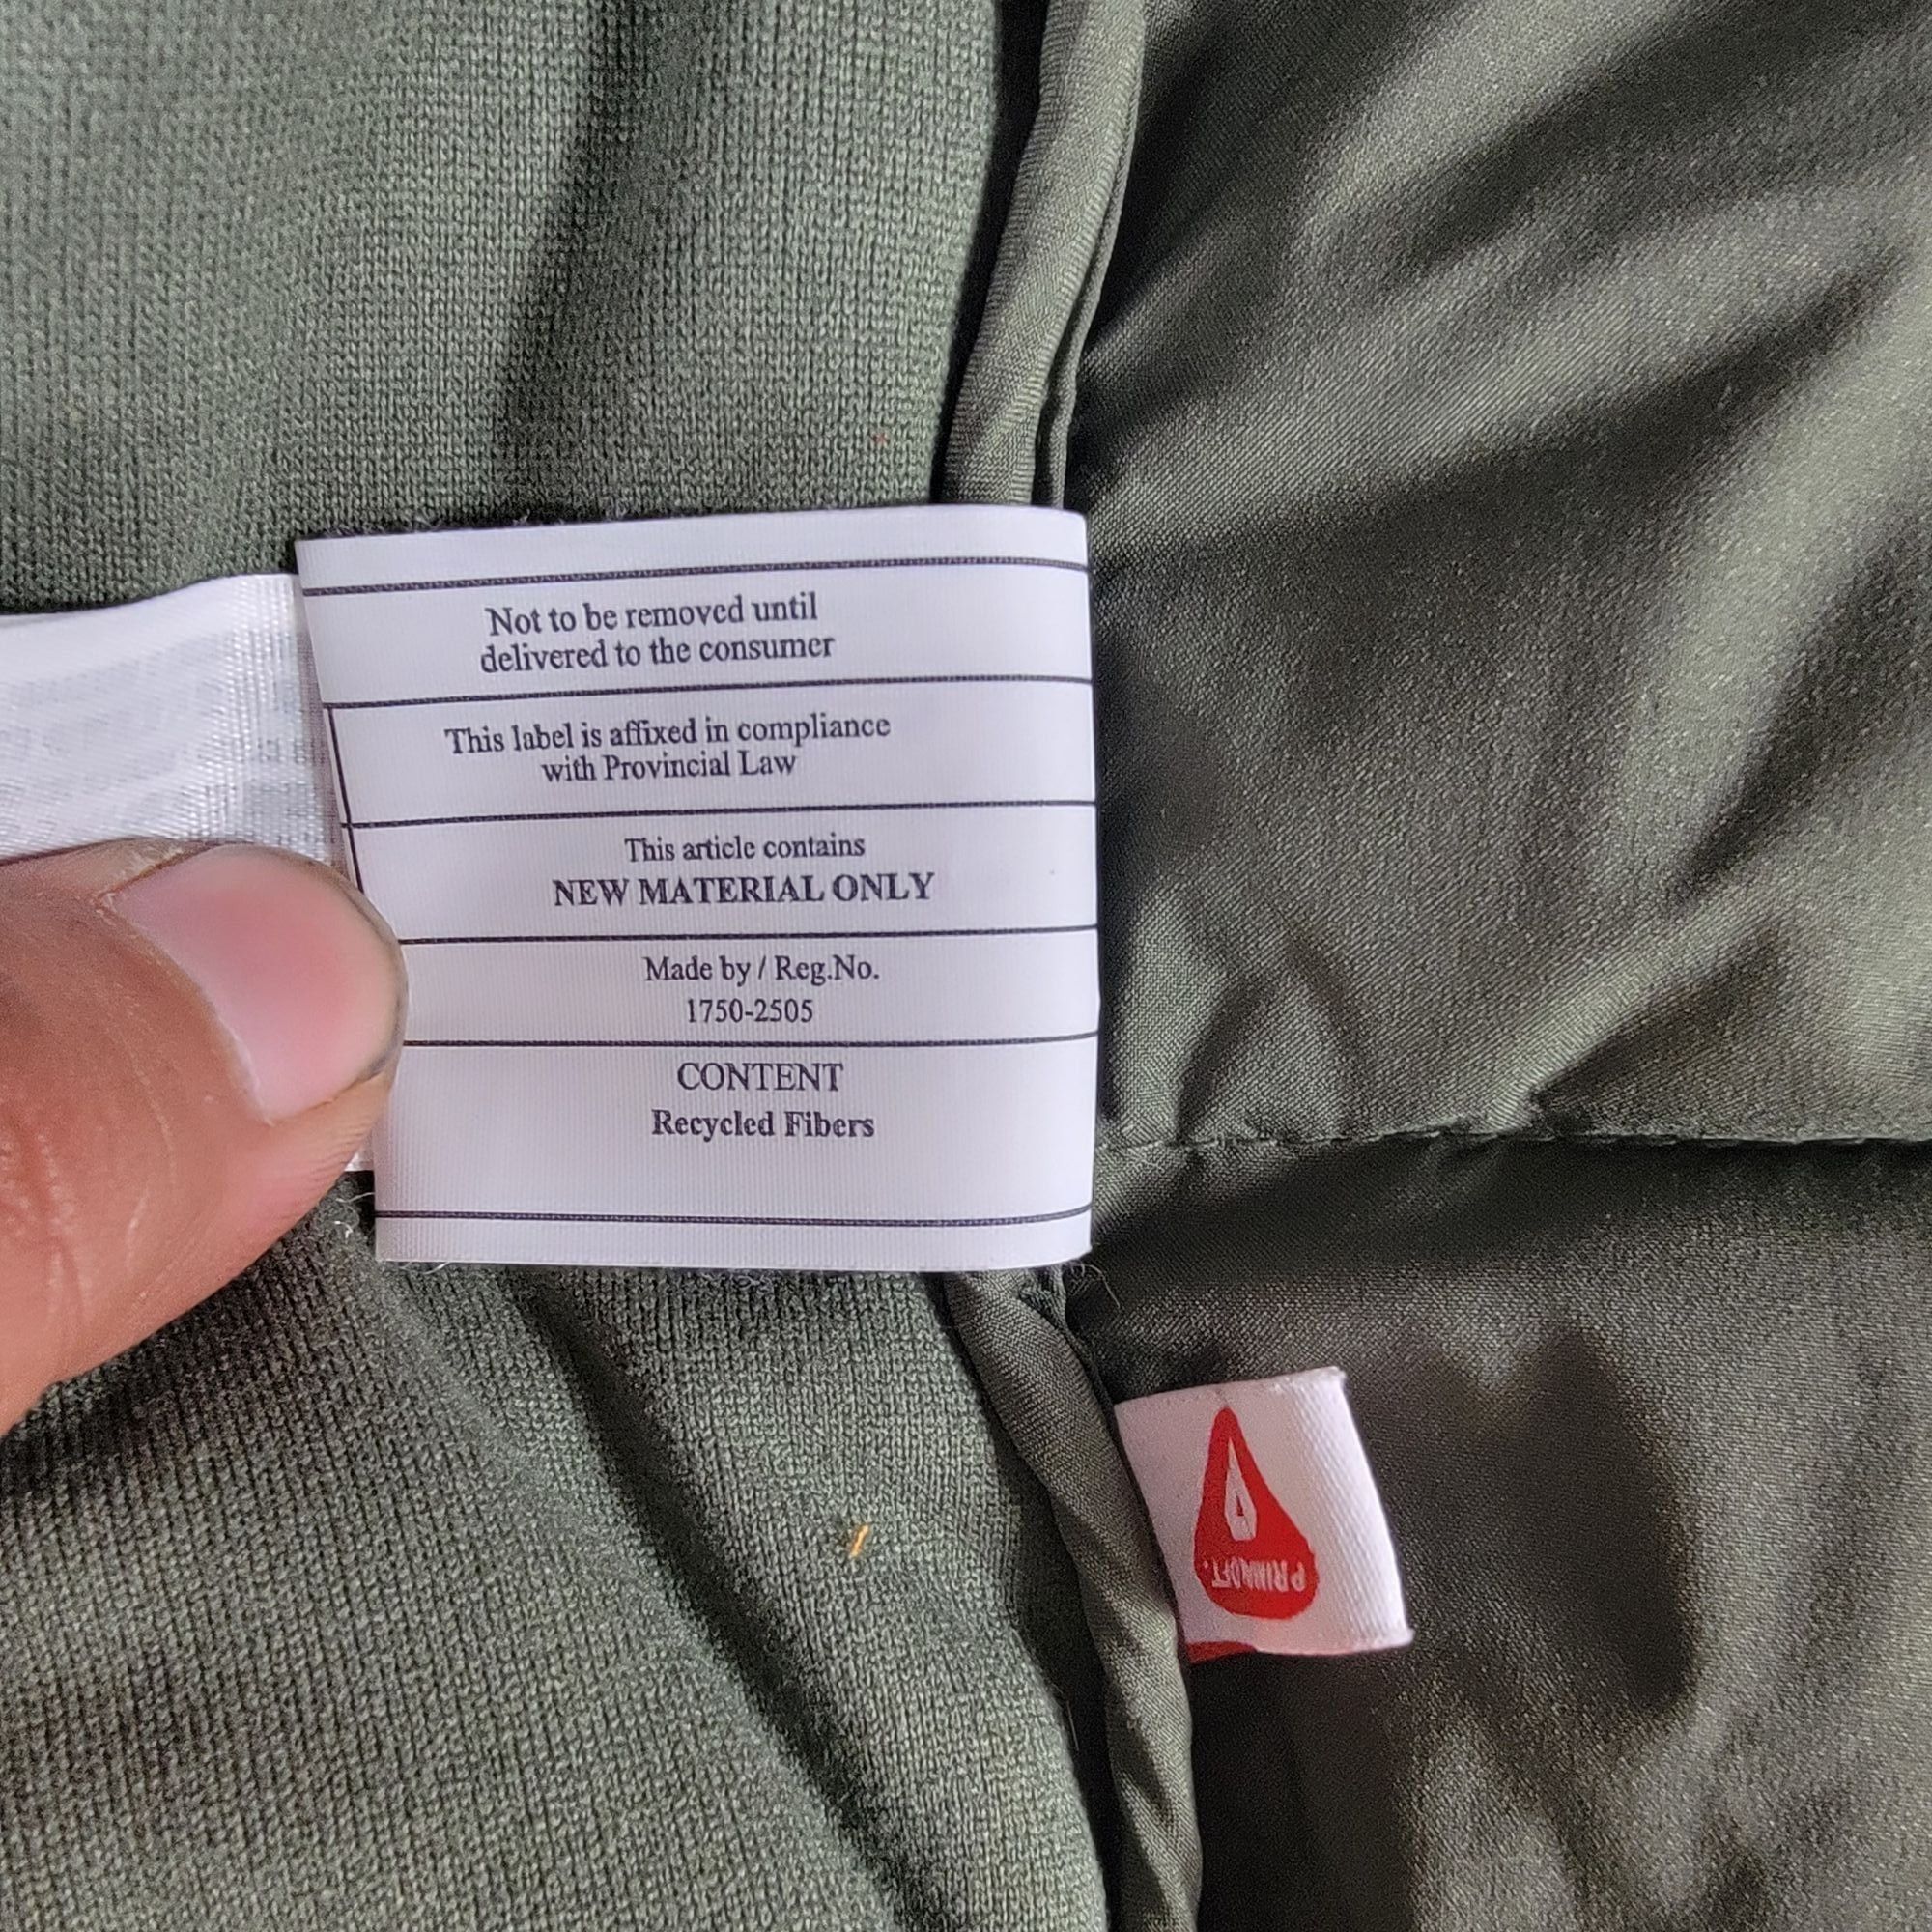 Not to be removed until
delivered to the consumer
This label is affixed in compliance
with Provincial Law
This article contains
NEW MATERIAL ONLY
Made by / Reg.No.
1750-2505
CONTENT
Recycled Fibers
PRIMALOFT.